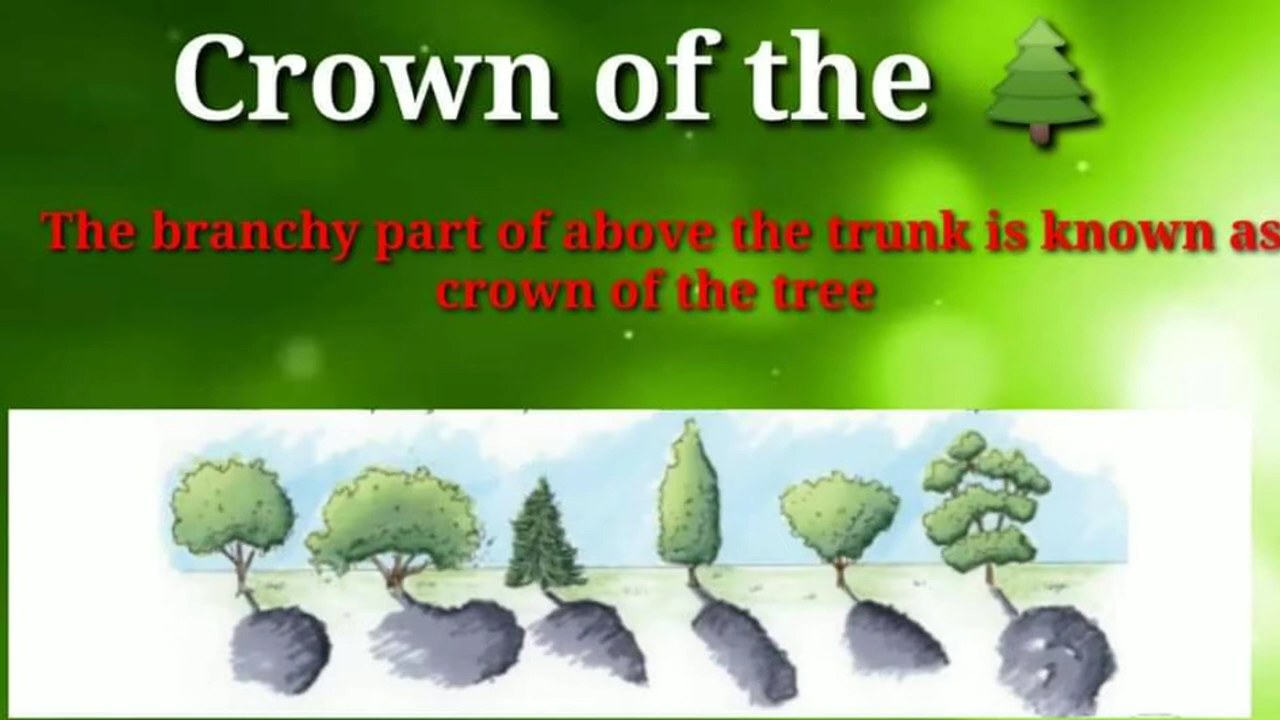 Crown of the 🌲
The branchy part of above the trunk is known as
crown of the tree